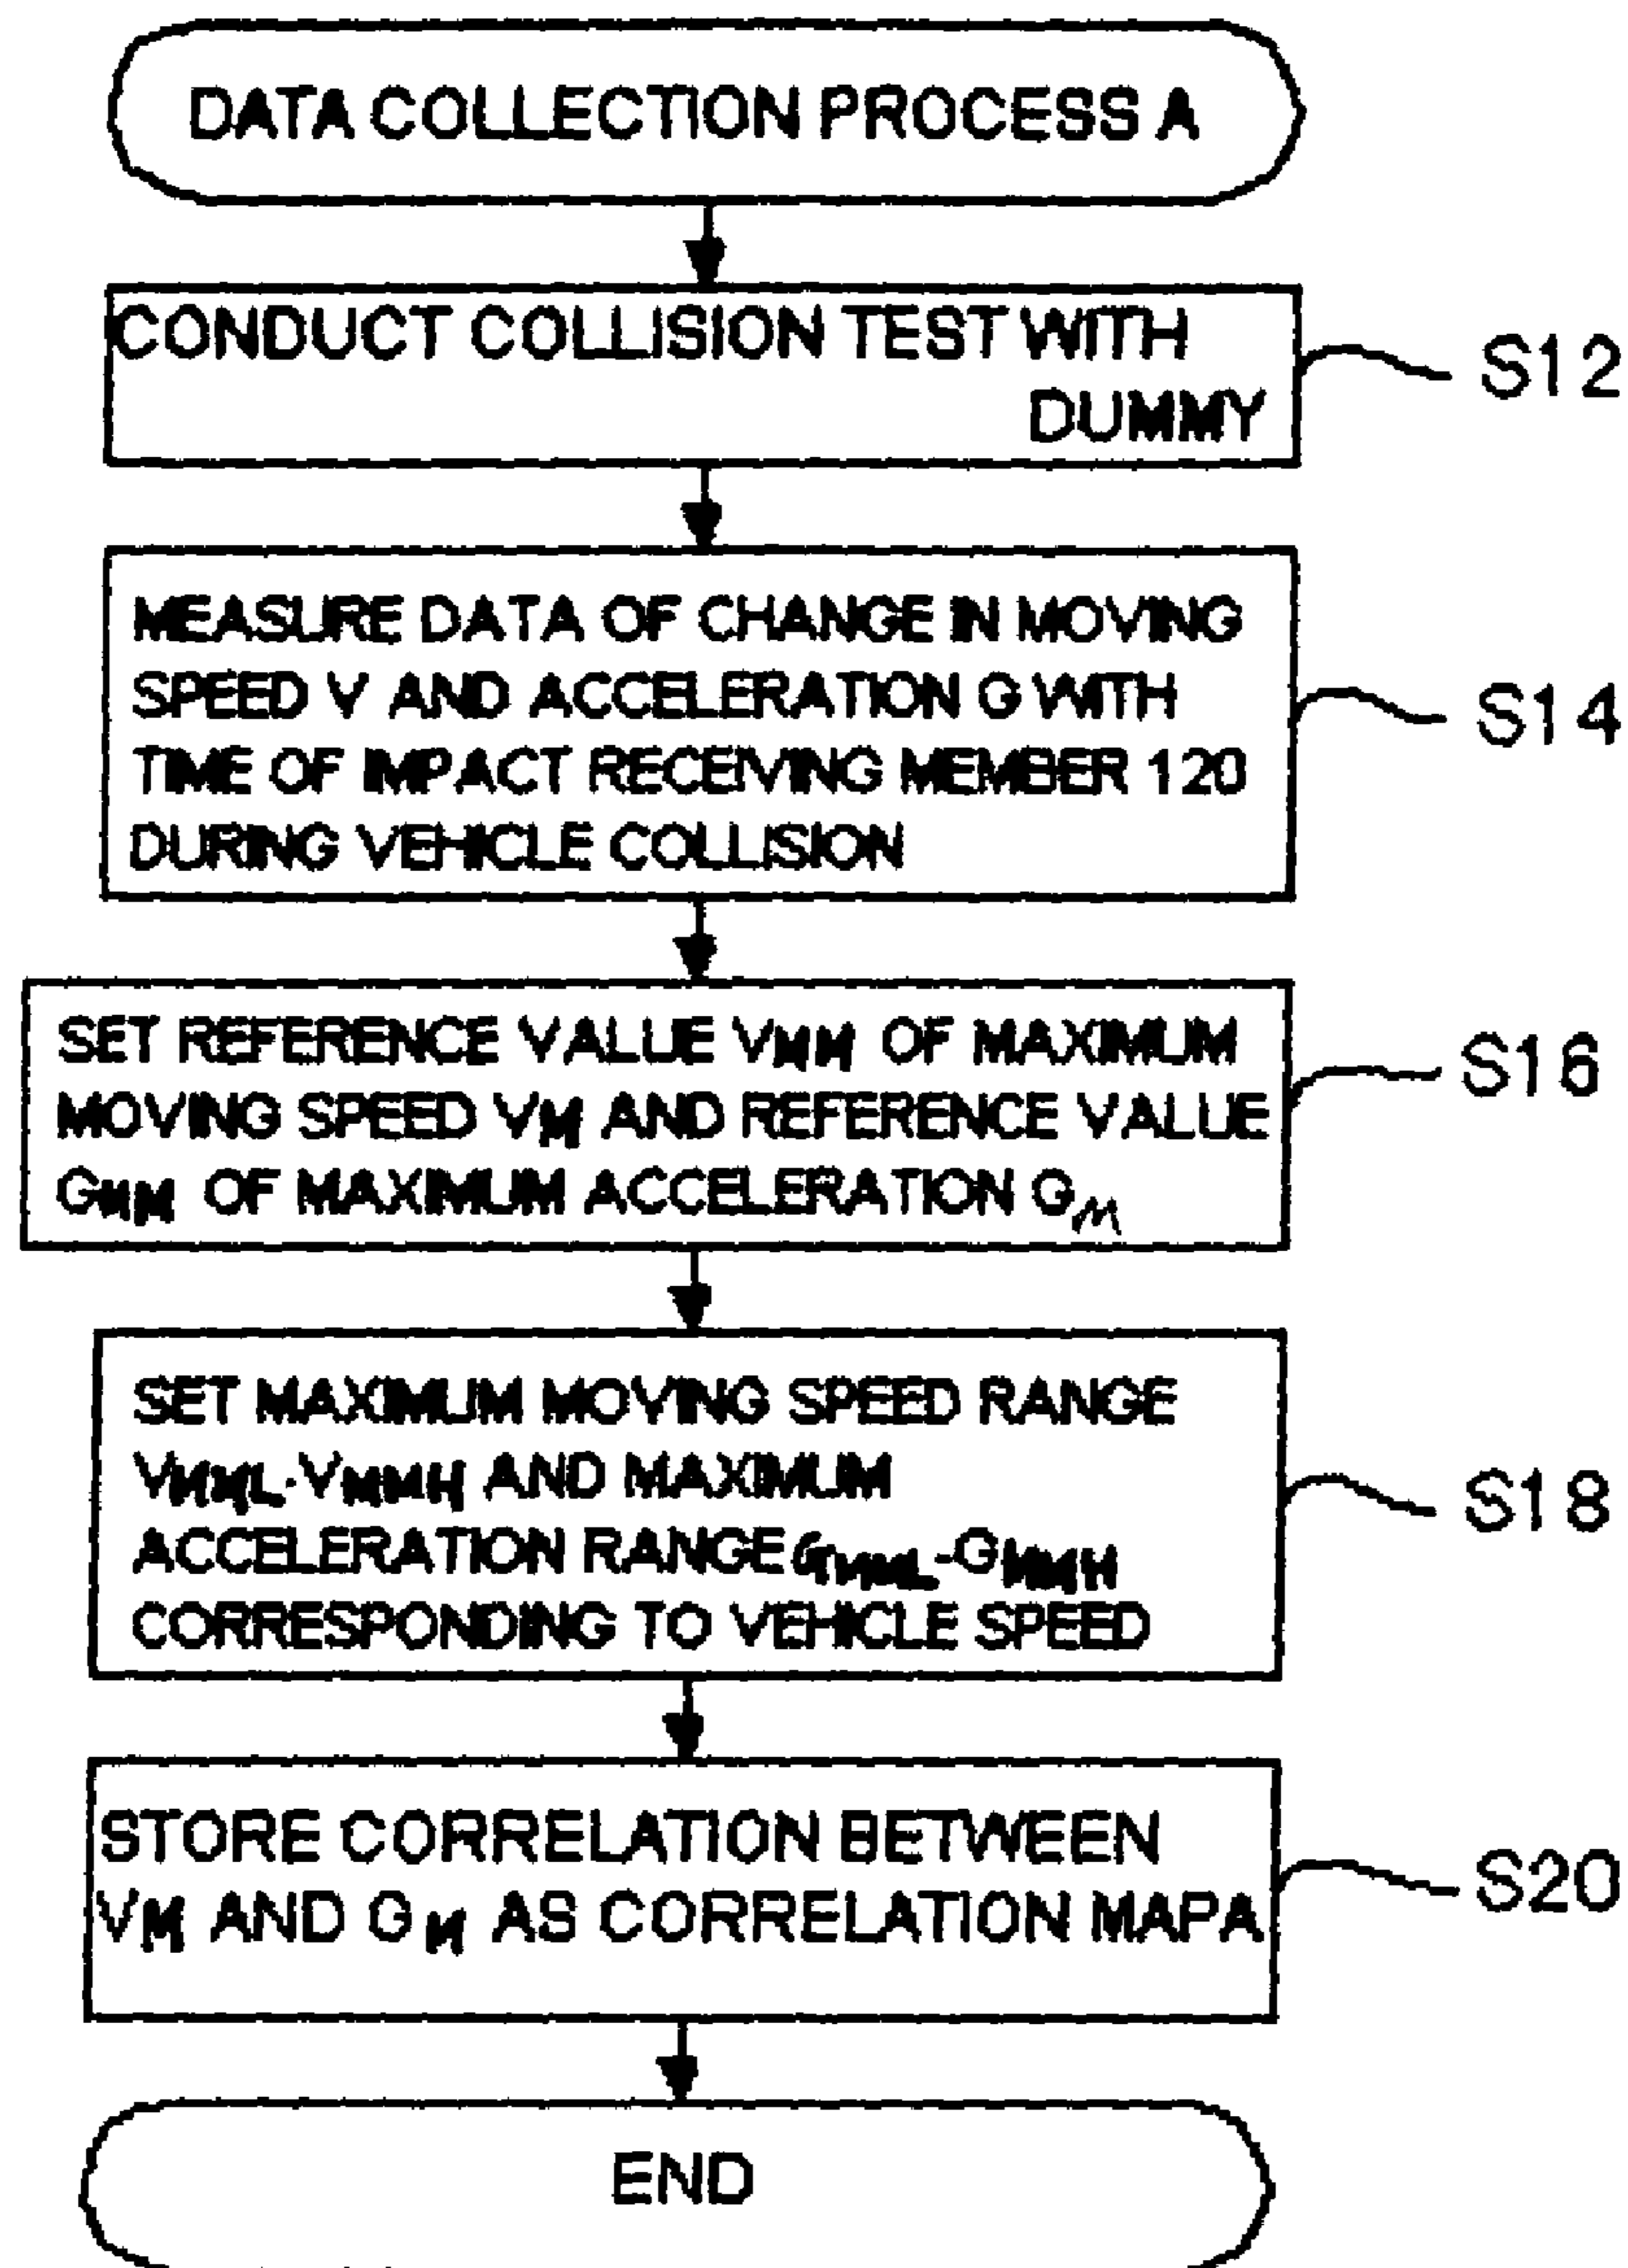 DATA COLLECTION PROCESS A
CONDUCT COLLISION TEST WITH
DUMMY
S12
MEASURE DATA OF CHANGE IN MOVING
SPEED V AND ACCELERATION G WITH
TIME OF IMPACT RECEIVING MEMBER 120
DURING VEHICLE COLLISION
S14
SET REFERENCE VALUE VMM OF MAXIMUM
MOVING SPEED VM AND REFERENCE VALUE
GMM OF MAXIMUM ACCELERATION GM
S16
SET MAXIMUM MOVING SPEED RANGE
VMML-VMMH AND MAXIMUM
ACCELERATION RANGE GMML-GMMH
CORRESPONDING TO VEHICLE SPEED
S18
STORE CORRELATION BETWEEN
VM AND GM AS CORRELATION MAPA
S20
END